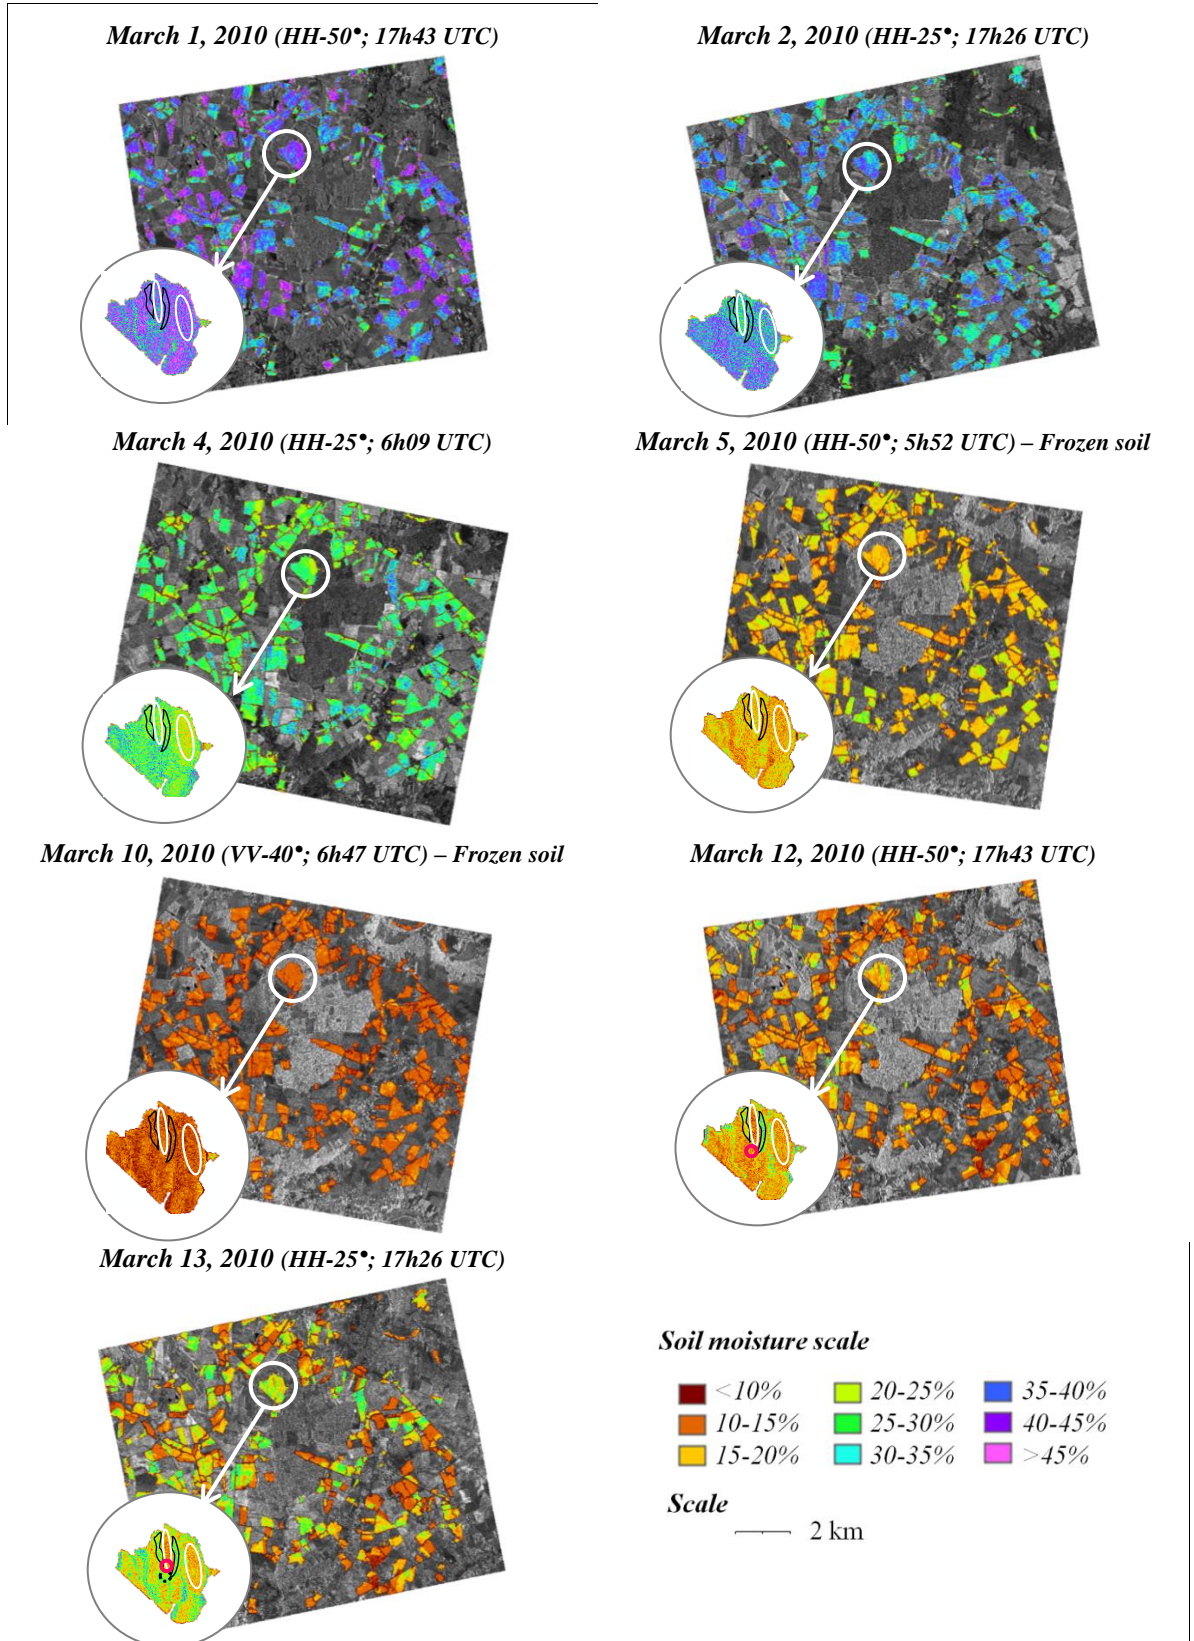 March 1, 2010 (HH-50•; 17h43 UTC)
March 2, 2010 (HH-25•; 17h26 UTC)
March 4, 2010 (HH-25•; 6h09 UTC)
March 5, 2010 (HH-50•; 5h52 UTC) – Frozen soil
March 10, 2010 (VV-40•; 6h47 UTC) – Frozen soil
March 12, 2010 (HH-50•; 17h43 UTC)
March 13, 2010 (HH-25•; 17h26 UTC)
Soil moisture scale
<10% 20-25% 35-40%
10-15% 25-30% 40-45%
15-20% 30-35% >45%
Scale
2 km